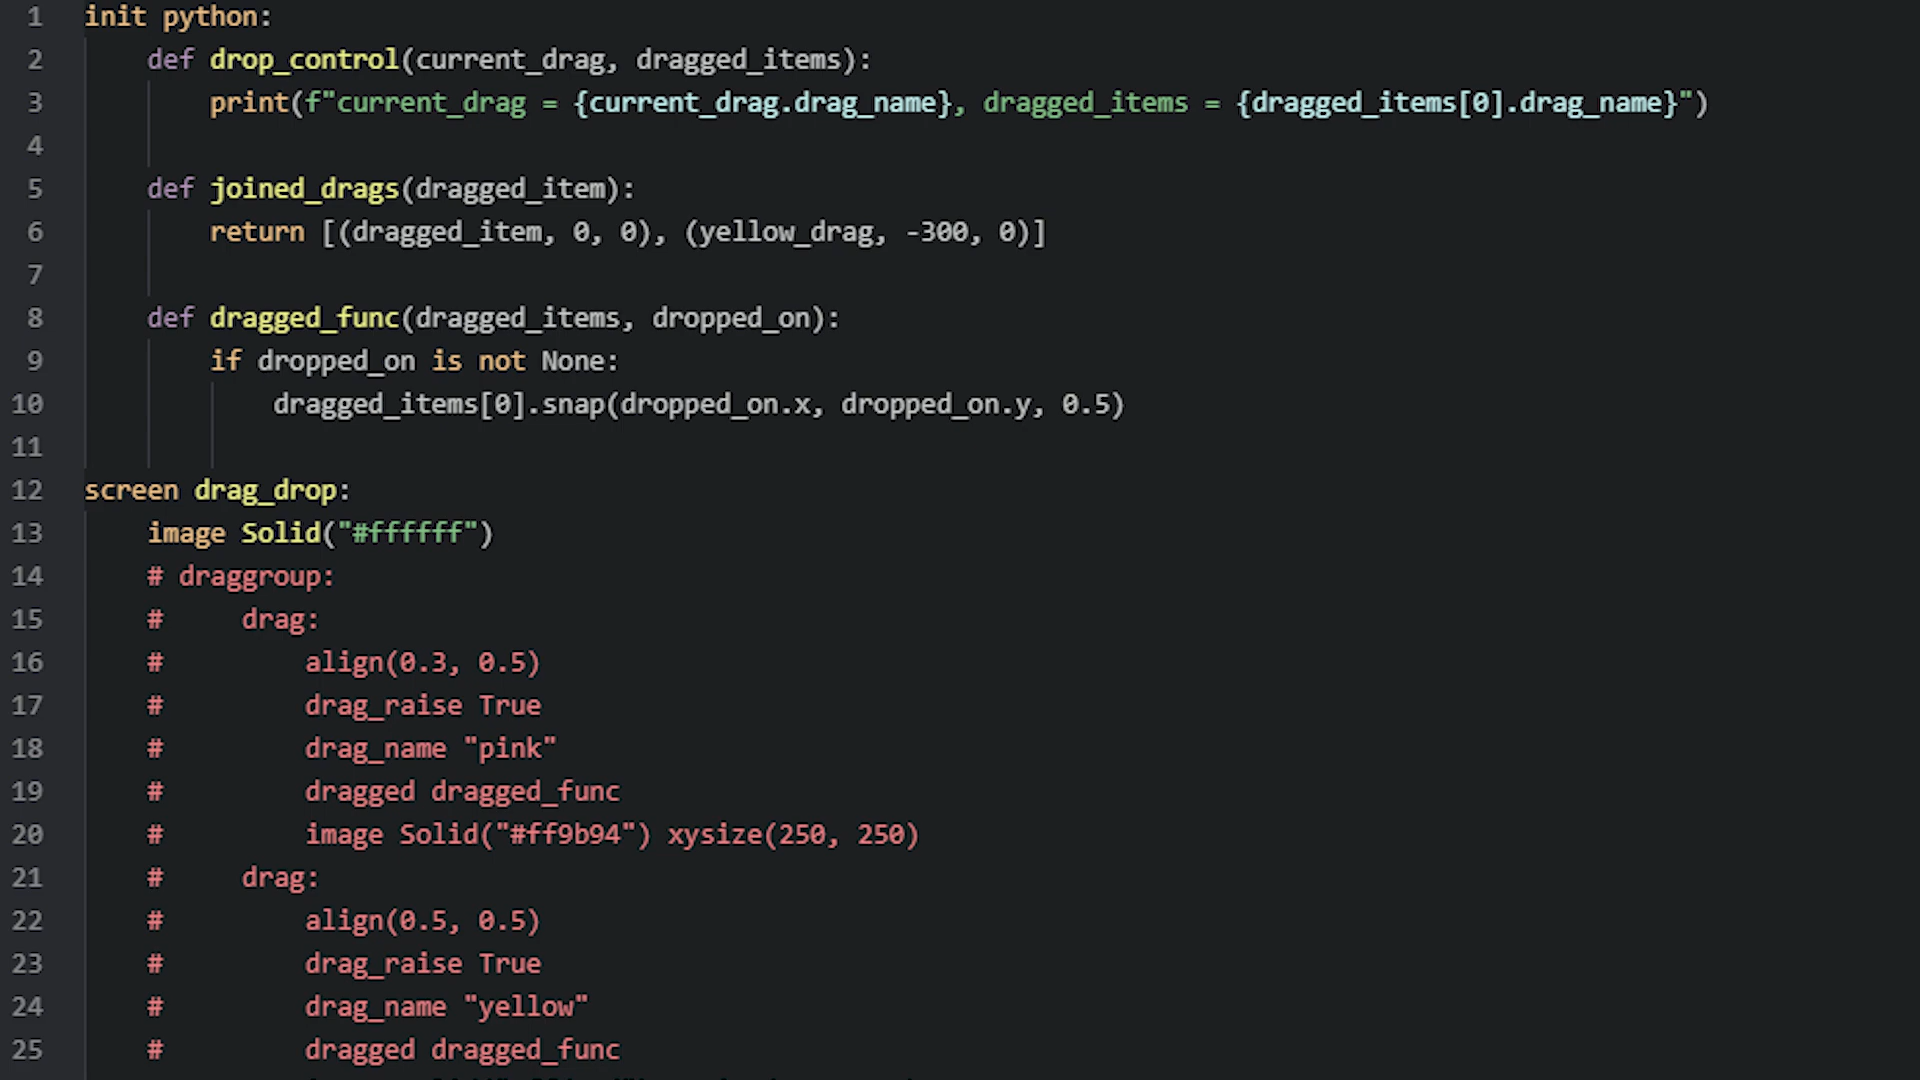 1 init python:
2     def drop_control(current_drag, dragged_items):
3         print(f"current_drag = {current_drag.drag_name}, dragged_items = {dragged_items[0].drag_name}")
4
5     def joined_drags(dragged_item):
6         return [(dragged_item, 0, 0), (yellow_drag, -300, 0)]
7
8     def dragged_func(dragged_items, dropped_on):
9         if dropped_on is not None:
10             dragged_items[0].snap(dropped_on.x, dropped_on.y, 0.5)
11
12 screen drag_drop:
13     image Solid("#ffffff")
14     # draggroup:
15     #     drag:
16     #         align(0.3, 0.5)
17     #         drag_raise True
18     #         drag_name "pink"
19     #         dragged dragged_func
20     #         image Solid("#ff9b94") xysize(250, 250)
21     #     drag:
22     #         align(0.5, 0.5)
23     #         drag_raise True
24     #         drag_name "yellow"
25     #         dragged dragged_func